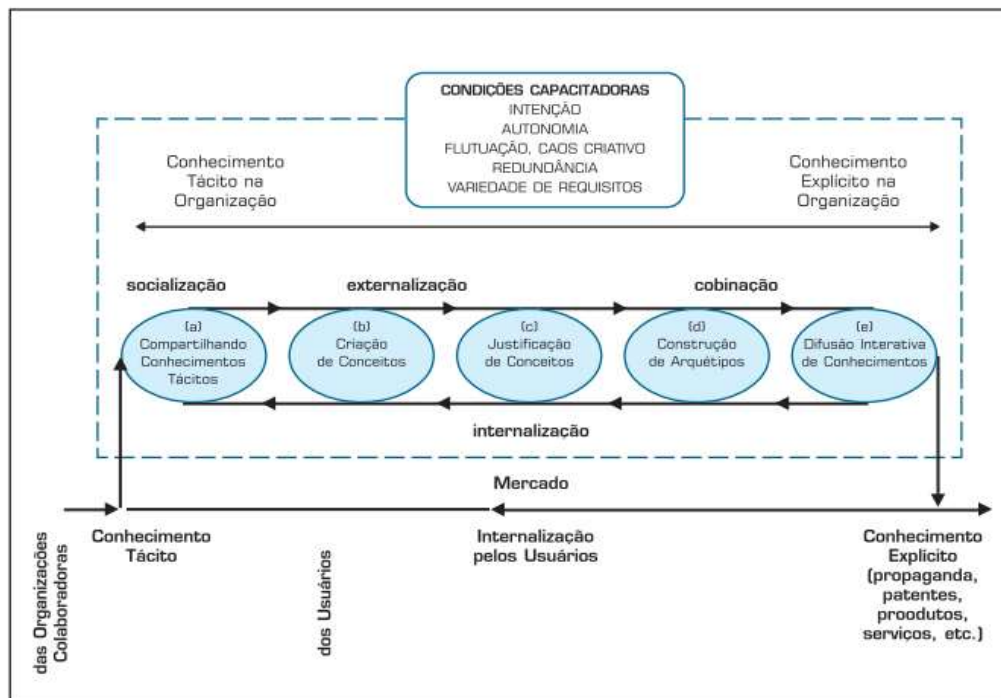 CONDIÇÕES CAPACITADORAS
INTENÇÃO
AUTONOMIA
FLUTUAÇÃO, CAOS CRIATIVO
REDUNDÂNCIA
VARIEDADE DE REQUISITOS
Conhecimento
Tácito na
Organização
Conhecimento
Explícito na
Organização
socialização
externalização
cobinação
(a)
Compartilhando
Conhecimentos
Tácitos
(b)
Criação
de Conceitos
(c)
Justificação
de Conceitos
(d)
Construção
de Arquétipos
(e)
Difusão Interativa
de Conhecimentos
internalização
Mercado
Conhecimento
Tácito
Internalização
pelos Usuários
Conhecimento
Explícito
(propaganda,
patentes,
proodutos,
serviços, etc.)
das Organizações
Colaboradoras
dos Usuários